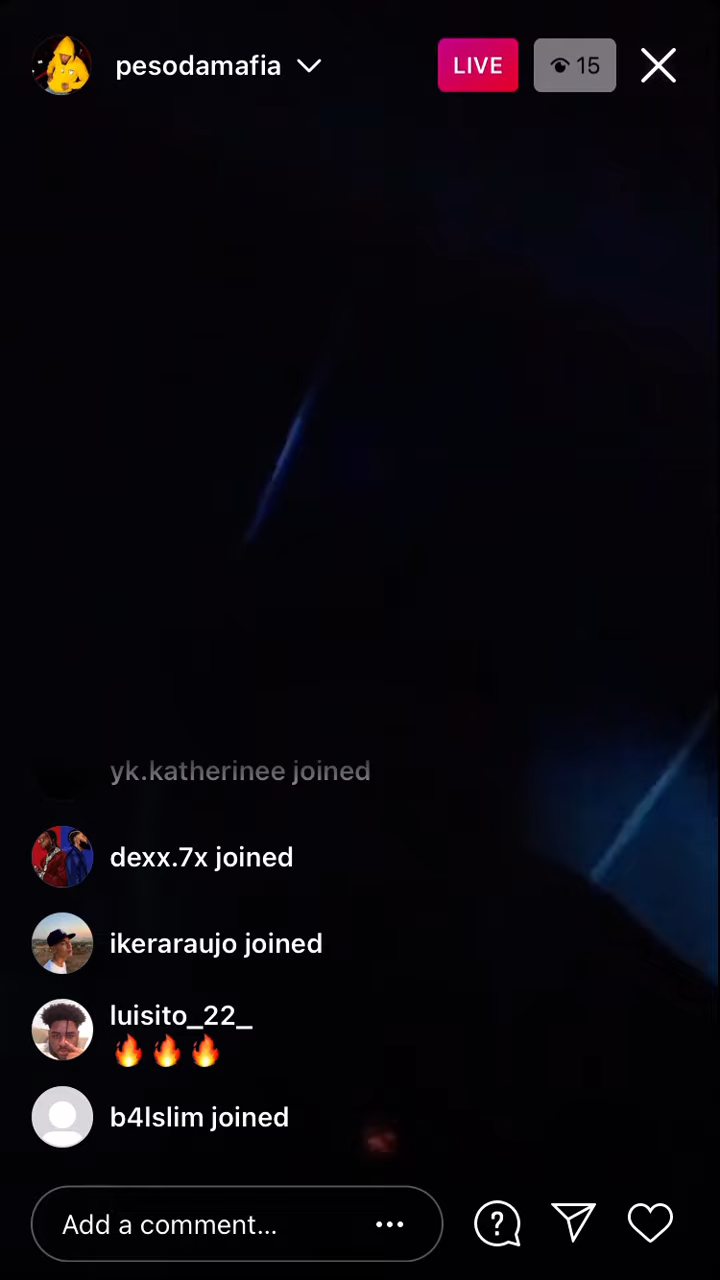 pesodamafia
LIVE
15
yk.katherinee joined
dexx.7x joined
ikeraraujo joined
luisito_22_
🔥🔥🔥
b4lslim joined
Add a comment...